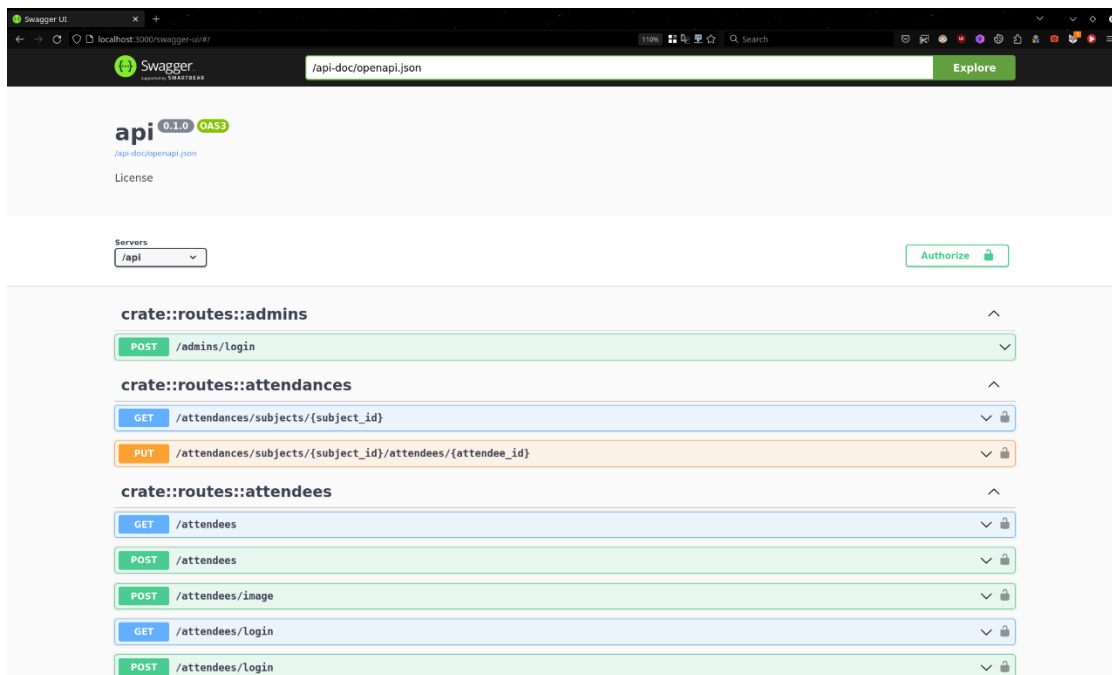 Swagger UI
localhost:3000/swagger-ui/#/
110%
Search
Swagger
Supported by SMARTBEAR
/api-doc/openapi.json
Explore
api 0.1.0 OAS3
/api-doc/openapi.json
License
Servers
/api
Authorize
crate::routes::admins
POST /admins/login
crate::routes::attendances
GET /attendances/subjects/{subject_id}
PUT /attendances/subjects/{subject_id}/attendees/{attendee_id}
crate::routes::attendees
GET /attendees
POST /attendees
POST /attendees/image
GET /attendees/login
POST /attendees/login